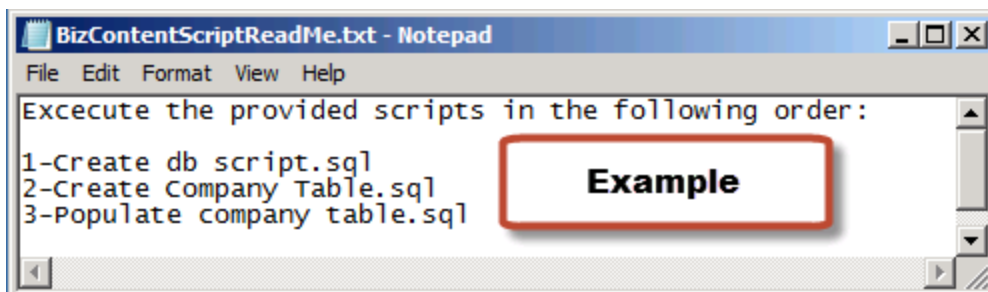 BizContentScriptReadMe.txt - Notepad
File Edit Format View Help
Excecute the provided scripts in the following order:
1-Create db script.sql
2-Create Company Table.sql
3-Populate company table.sql
Example